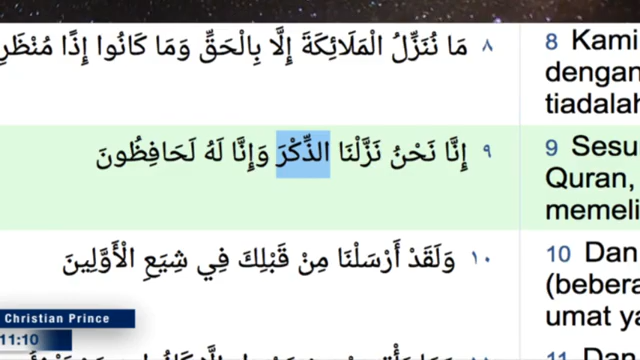 ٨ مَا نُنَزِّلُ الْمَلَائِكَةَ إِلَّا بِالْحَقِّ وَمَا كَانُوا إِذًا مُنْظَرِ
8 Kami
dengan
tiadalah
٩ إِنَّا نَحْنُ نَزَّلْنَا الذِّكْرَ وَإِنَّا لَهُ لَحَافِظُونَ
9 Sesu
Quran,
memeli
١٠ وَلَقَدْ أَرْسَلْنَا مِنْ قَبْلِكَ فِي شِيَعِ الْأَوَّلِينَ
10 Dan
(bebera
umat ya
11 Dan
Christian Prince
11:10